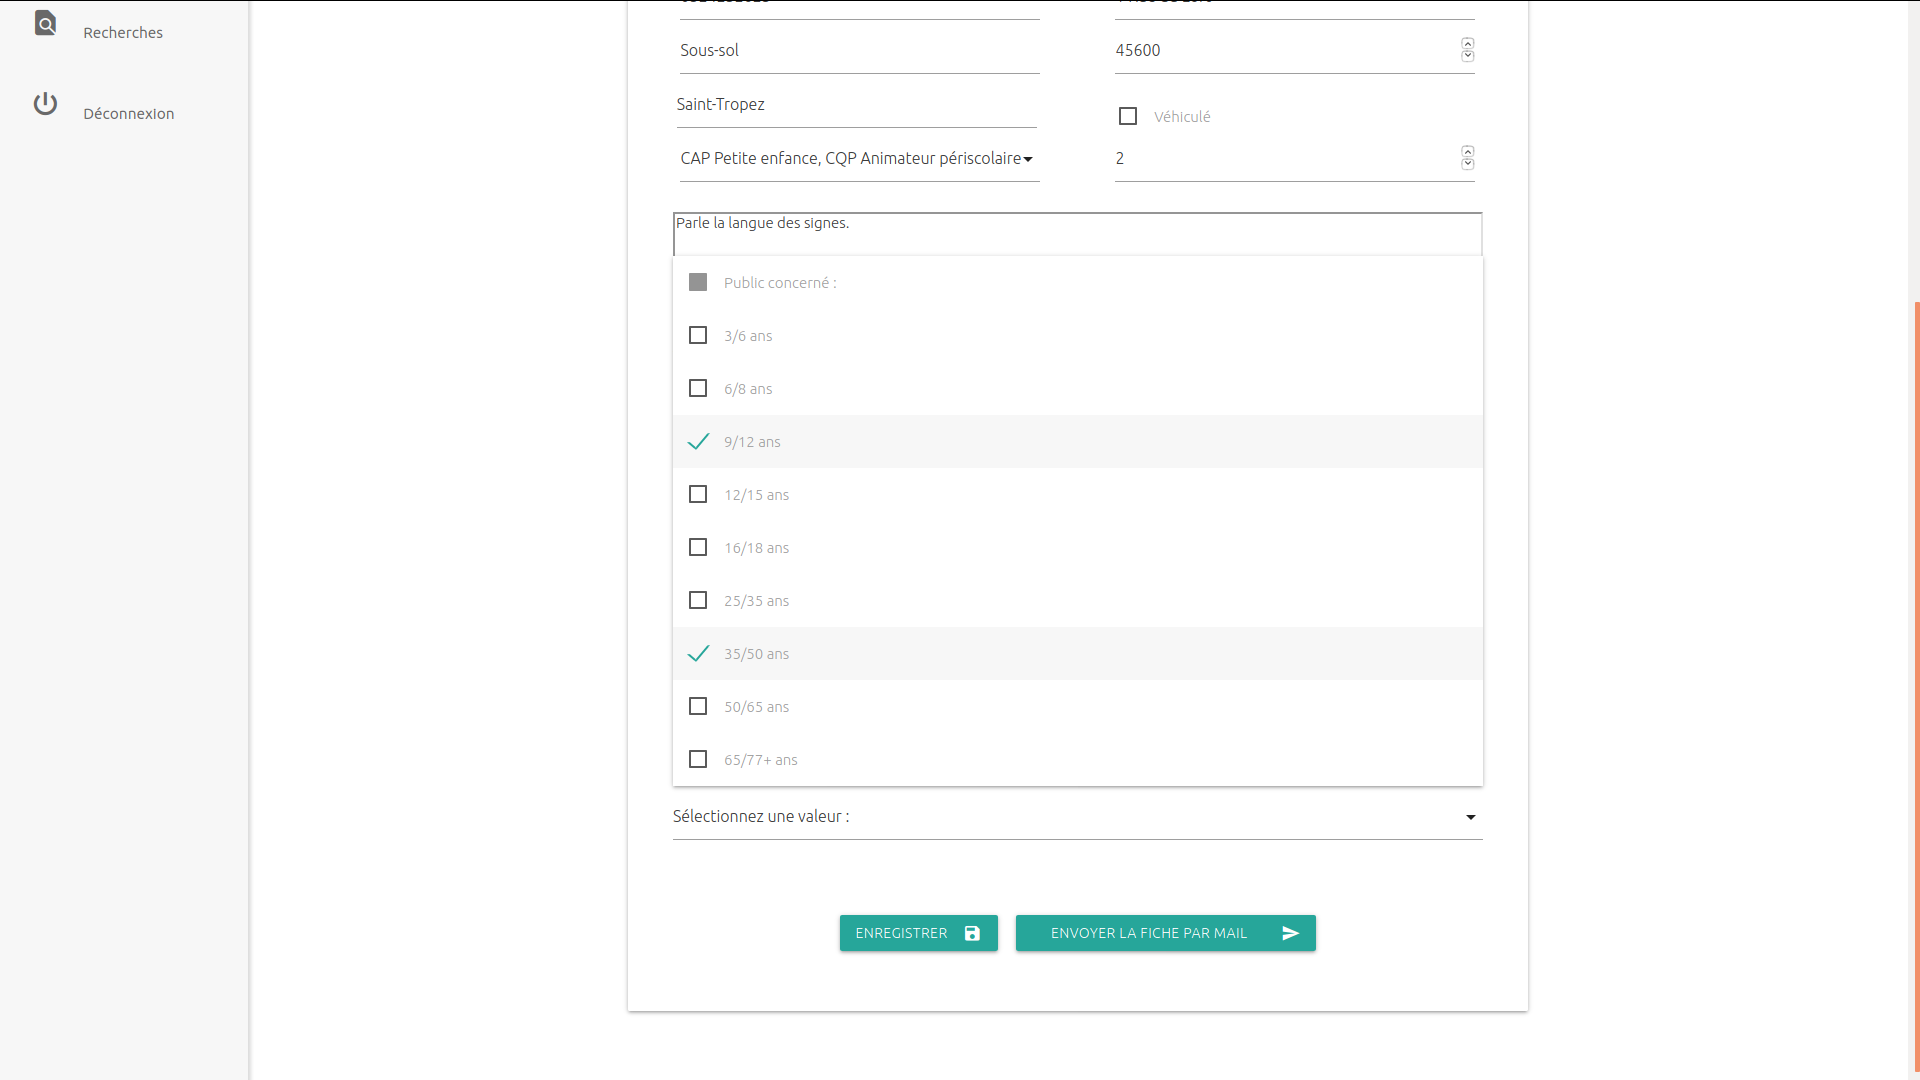 Recherches
Déconnexion
Sous-sol
45600
Saint-Tropez
Véhiculé
CAP Petite enfance, CQP Animateur périscolaire
2
Parle la langue des signes.
Public concerné :
3/6 ans
6/8 ans
9/12 ans
12/15 ans
16/18 ans
25/35 ans
35/50 ans
50/65 ans
65/77+ ans
Sélectionnez une valeur :
ENREGISTRER
ENVOYER LA FICHE PAR MAIL